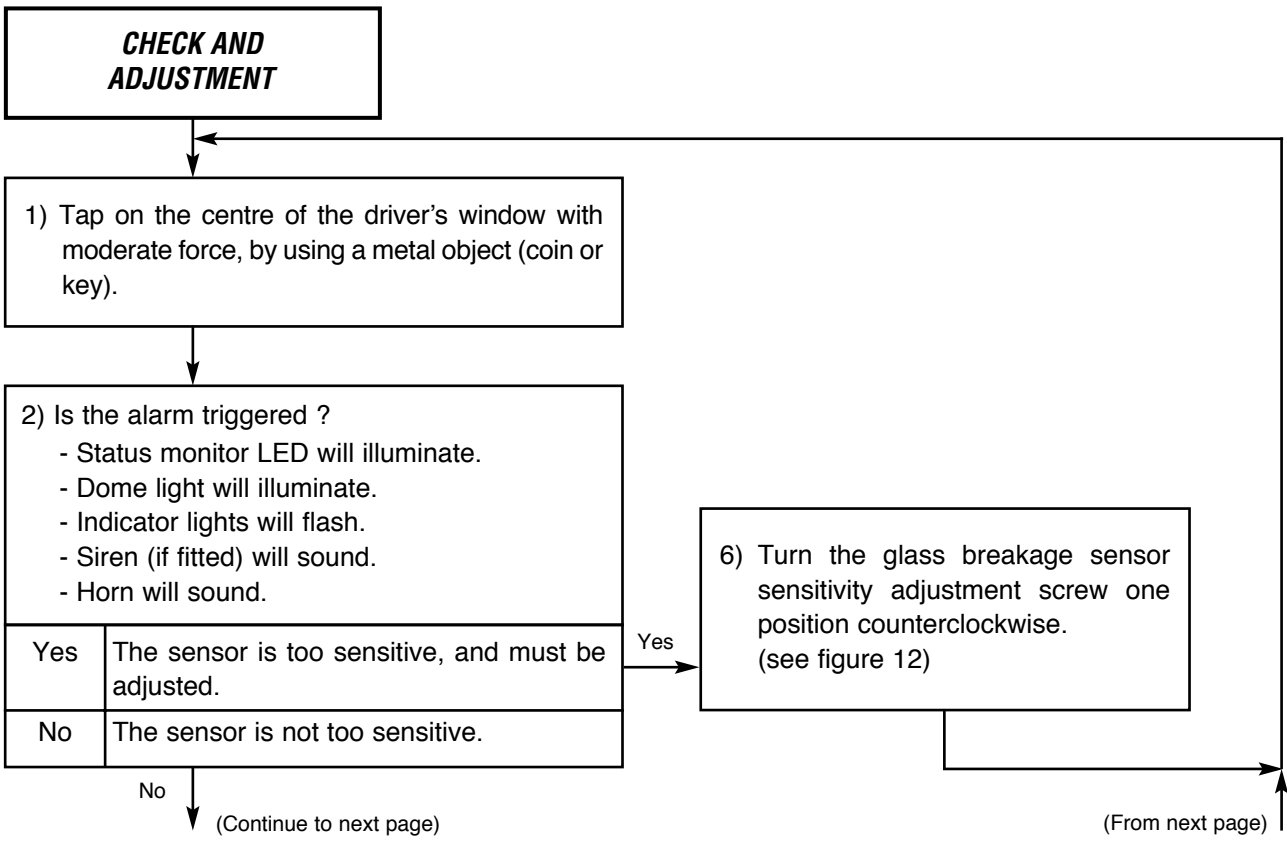 CHECK AND
ADJUSTMENT
1) Tap on the centre of the driver's window with
moderate force, by using a metal object (coin or
key).
2) Is the alarm triggered ?
- Status monitor LED will illuminate.
- Dome light will illuminate.
- Indicator lights will flash.
- Siren (if fitted) will sound.
- Horn will sound.
Yes The sensor is too sensitive, and must be
adjusted.
No The sensor is not too sensitive.
Yes
6) Turn the glass breakage sensor
sensitivity adjustment screw one
position counterclockwise.
(see figure 12)
No
(Continue to next page)
(From next page)